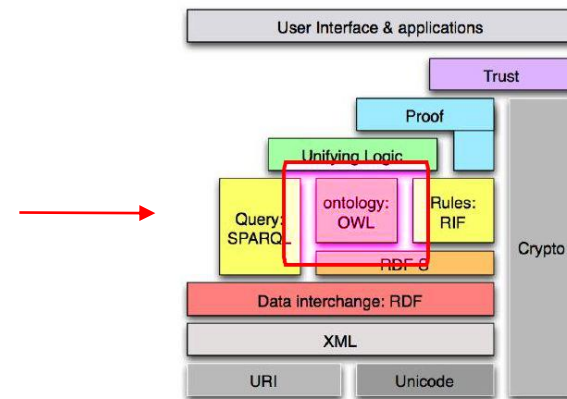 User Interface & applications
Trust
Proof
Unifying Logic
ontology:
OWL
Rules:
RIF
Query:
SPARQL
Crypto
RDF-S
Data interchange: RDF
XML
URI
Unicode